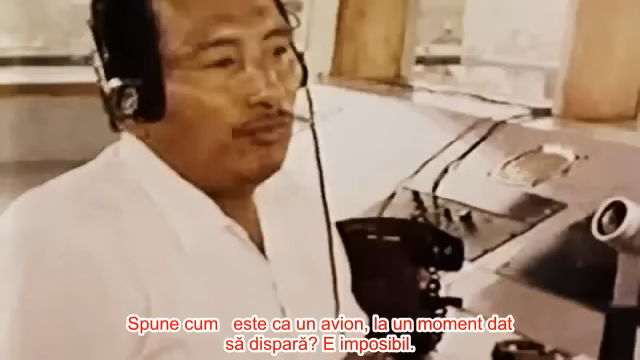 Spune cum este ca un avion, la un moment dat
să dispară? E imposibil.